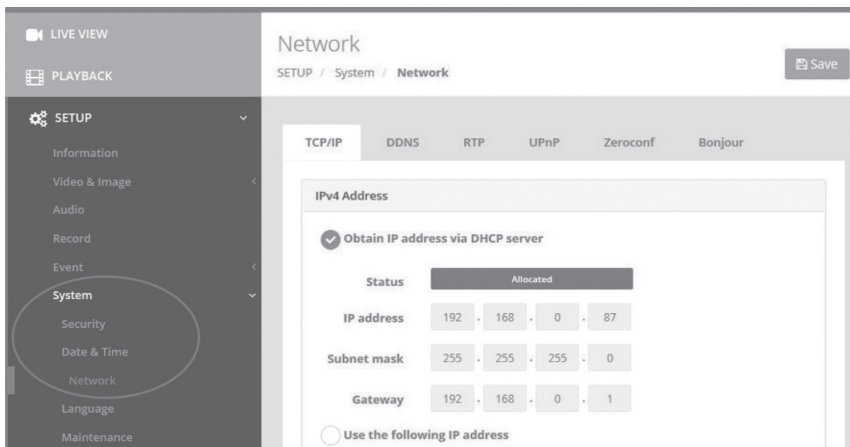 LIVE VIEW
PLAYBACK
SETUP
Information
Video & Image
Audio
Record
Event
System
Security
Date & Time
Network
Language
Maintenance
Network
SETUP / System / Network
Save
TCP/IP DDNS RTP UPnP Zeroconf Bonjour
IPv4 Address
Obtain IP address via DHCP server
Status Allocated
IP address 192 . 168 . 0 . 87
Subnet mask 255 . 255 . 255 . 0
Gateway 192 . 168 . 0 . 1
Use the following IP address